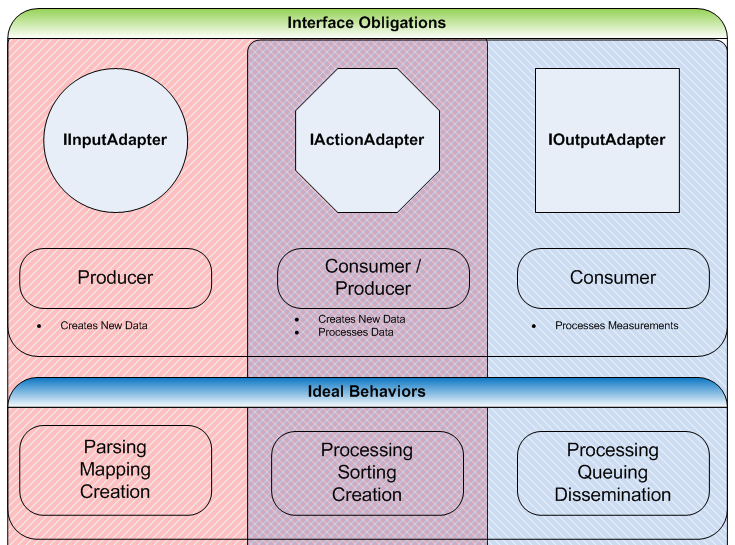 Interface Obligations
IInputAdapter
IActionAdapter
IOutputAdapter
Producer
Consumer /
Producer
Consumer
• Creates New Data
• Creates New Data
• Processes Data
• Processes Measurements
Ideal Behaviors
Parsing
Mapping
Creation
Processing
Sorting
Creation
Processing
Queuing
Dissemination